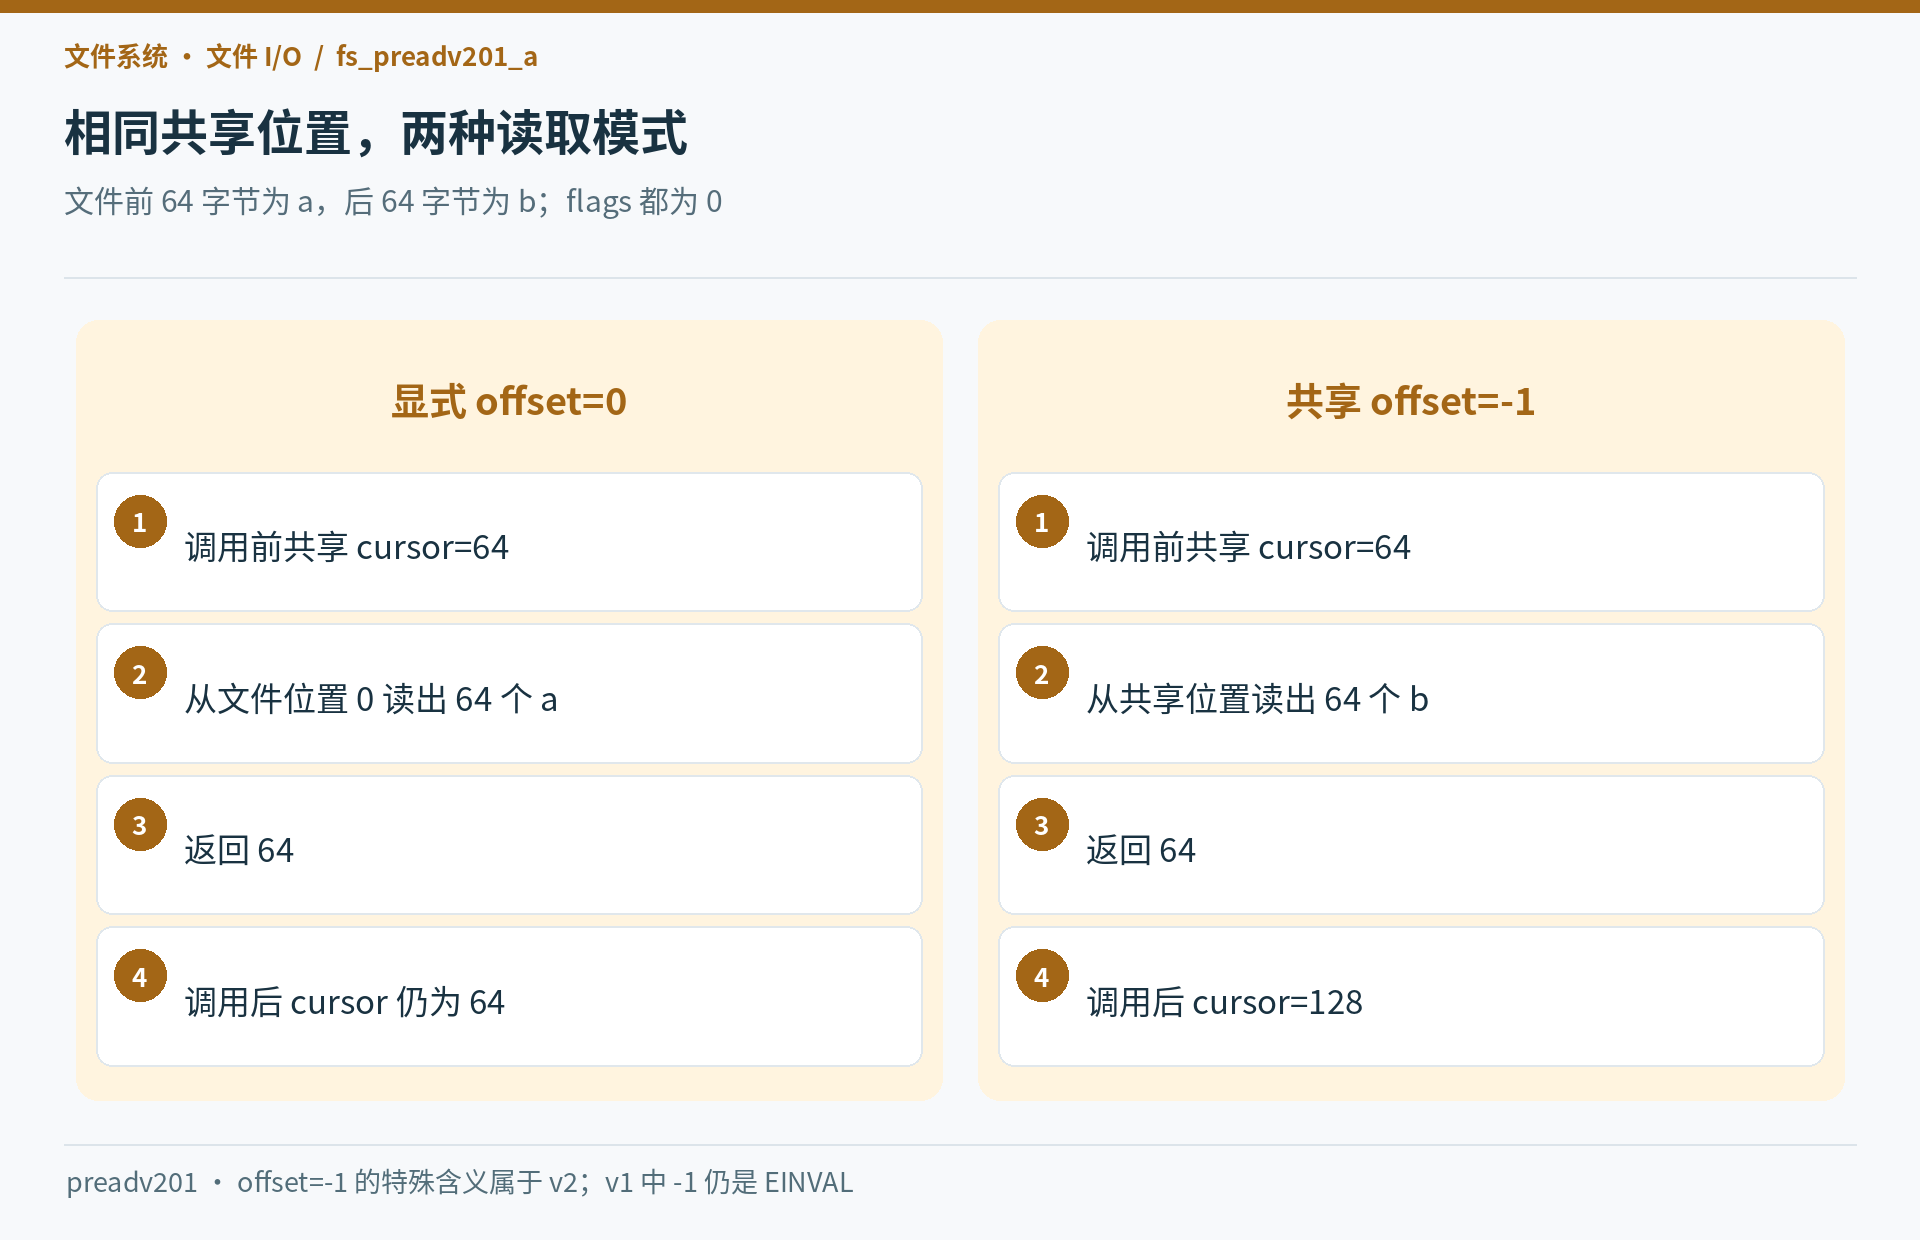 文件系统 · 文件 I/O / fs_preadv201_a
相同共享位置，两种读取模式
文件前 64 字节为 a，后 64 字节为 b；flags 都为 0
显式 offset=0
1
调用前共享 cursor=64
2
从文件位置 0 读出 64 个 a
3
返回 64
4
调用后 cursor 仍为 64
共享 offset=-1
1
调用前共享 cursor=64
2
从共享位置读出 64 个 b
3
返回 64
4
调用后 cursor=128
preadv201 · offset=-1 的特殊含义属于 v2；v1 中 -1 仍是 EINVAL